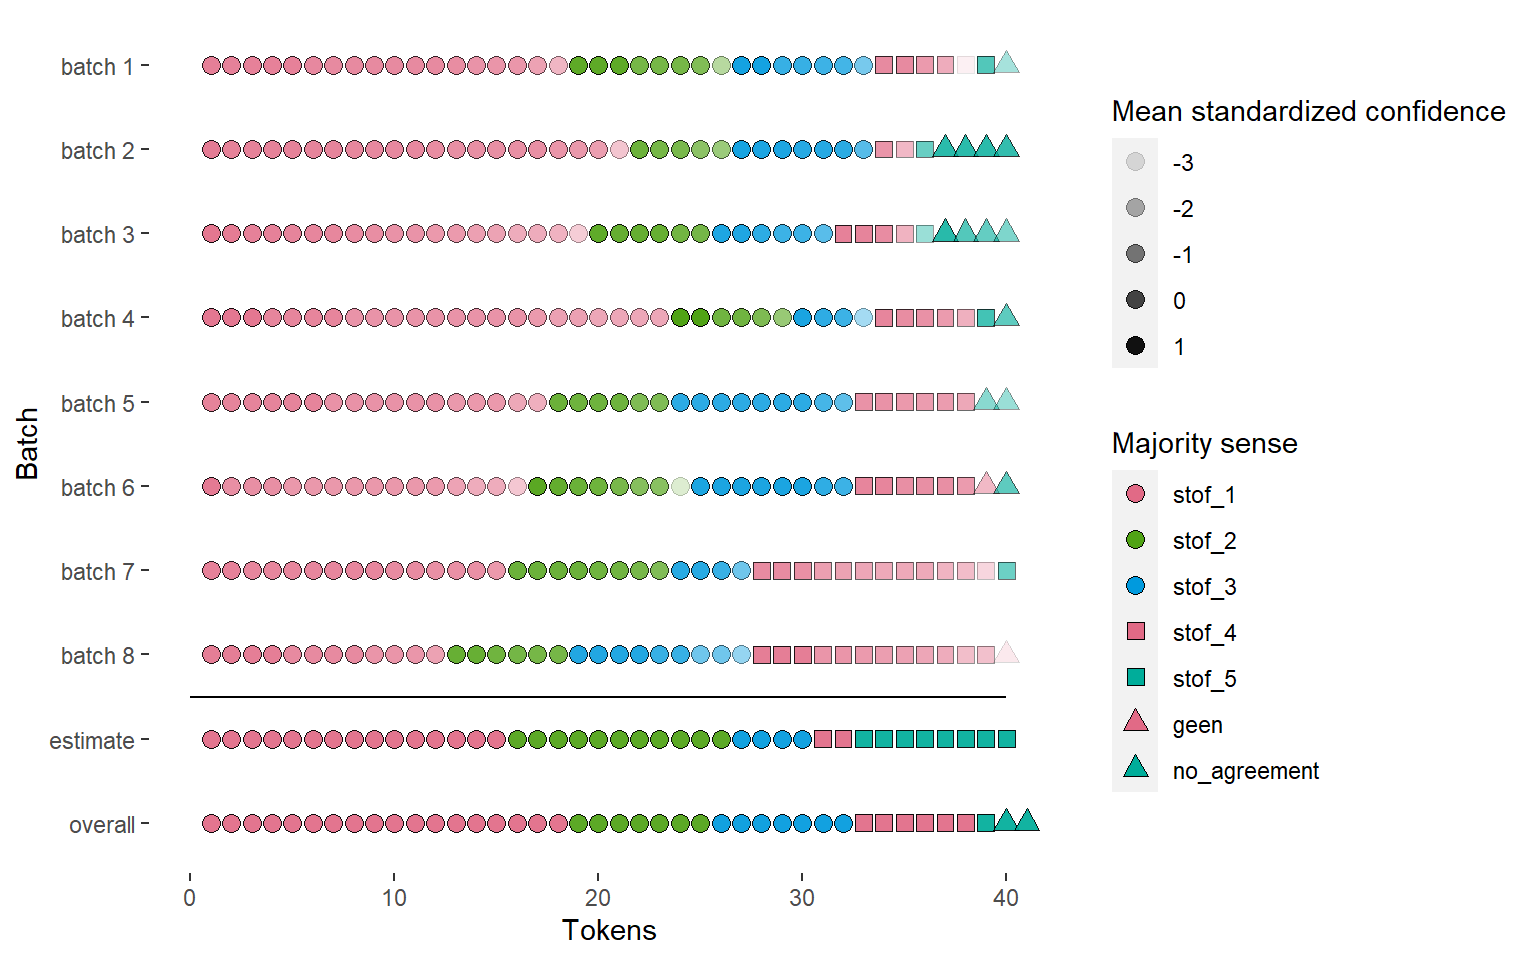 batch 1
batch 2
batch 3
batch 4
batch 5
batch 6
batch 7
batch 8
estimate
overall
Batch
0 10 20 30 40
Tokens
Mean standardized confidence
-3
-2
-1
0
1
Majority sense
stof_1
stof_2
stof_3
stof_4
stof_5
geen
no_agreement